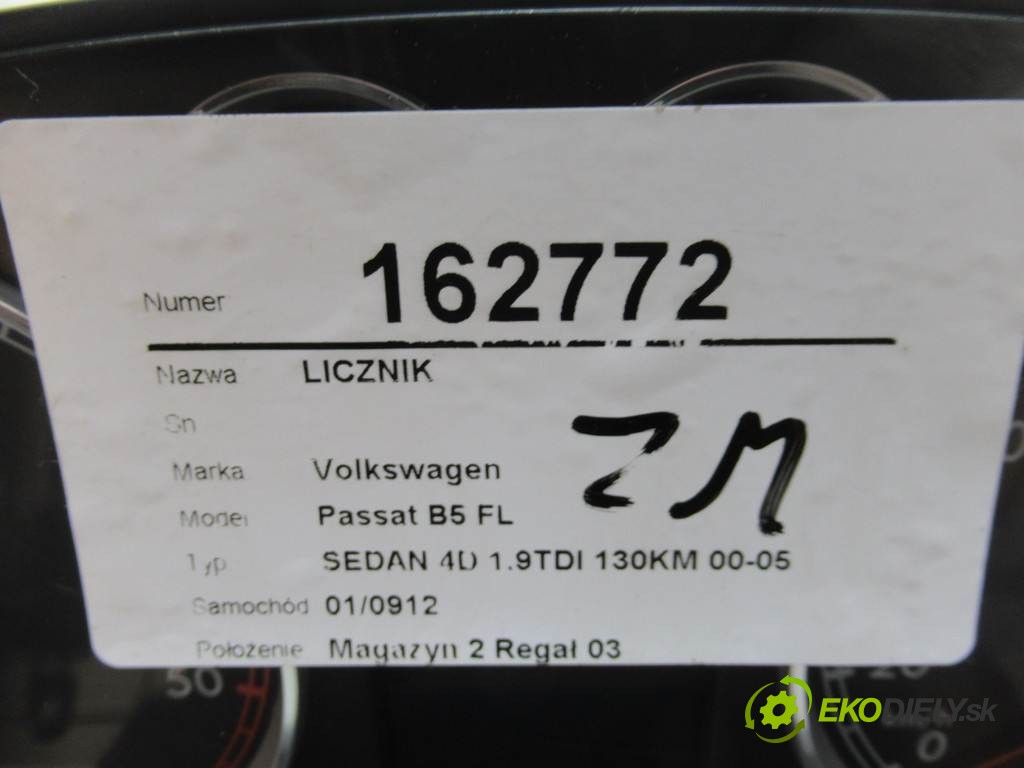 Numer 162772
Nazwa LICZNIK
Sn
ZM
Marka Volkswagen
Model Passat B5 FL
Typ SEDAN 4D 1.9TDI 130KM 00-05
Samochód 01/0912
Położenie Magazyn 2 Regał 03
50
20
0
EKODIELY.sk